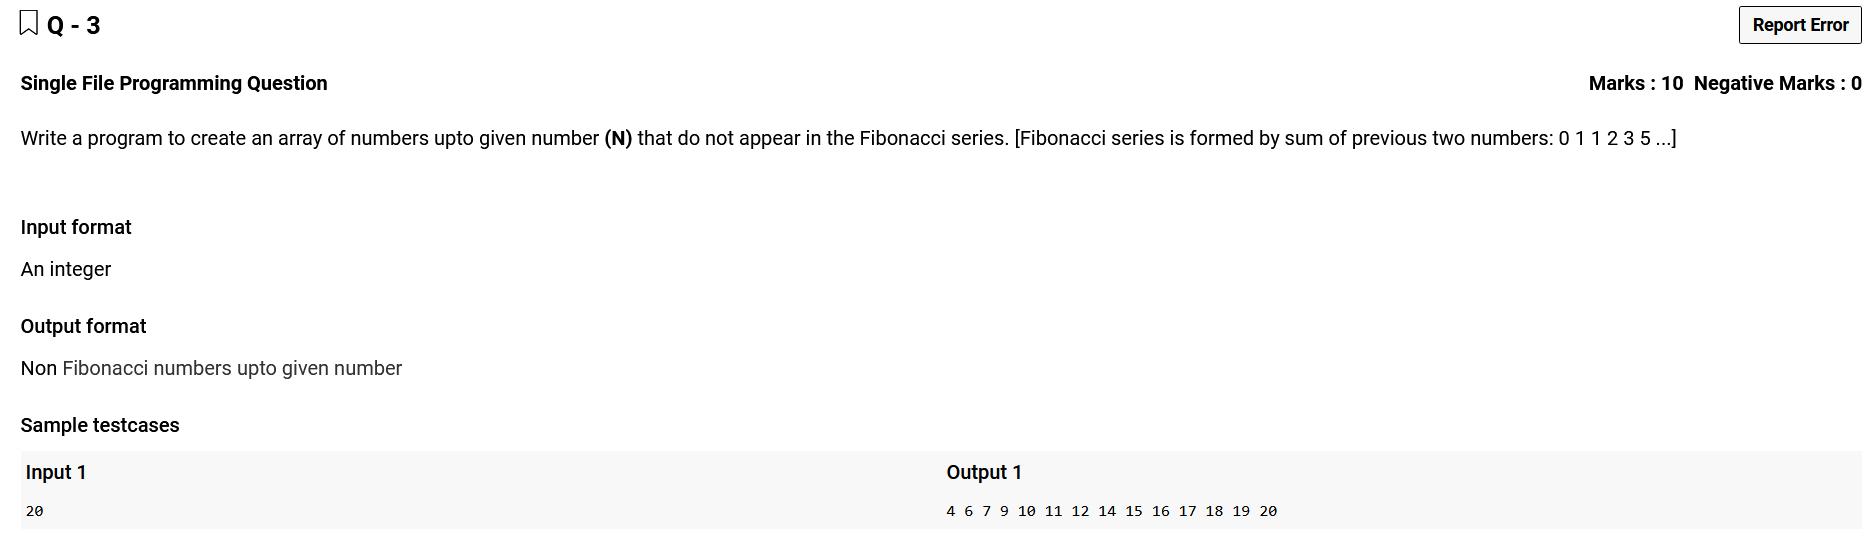 Q - 3
Report Error
Single File Programming Question
Marks : 10 Negative Marks : 0
Write a program to create an array of numbers upto given number (N) that do not appear in the Fibonacci series. [Fibonacci series is formed by sum of previous two numbers: 0 1 1 2 3 5 ...]
Input format
An integer
Output format
Non Fibonacci numbers upto given number
Sample testcases
Input 1
Output 1
20
4 6 7 9 10 11 12 14 15 16 17 18 19 20